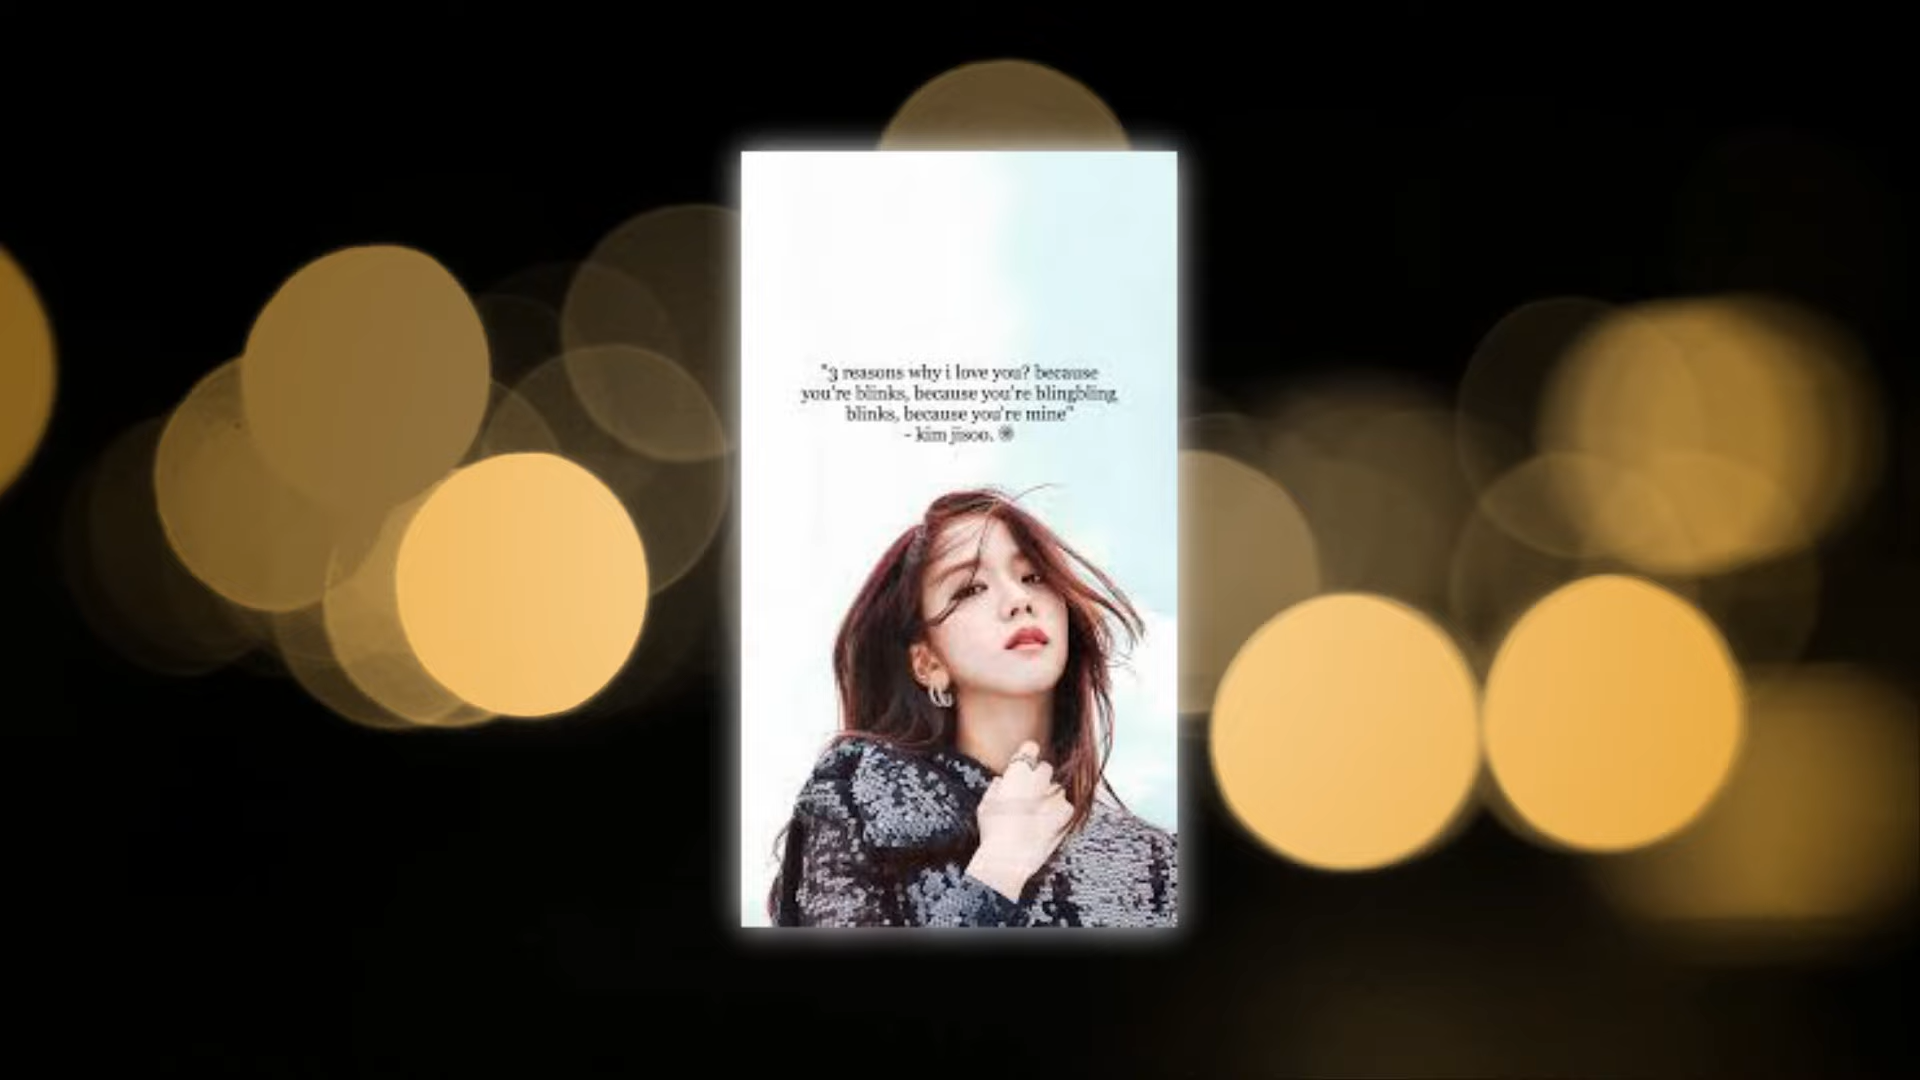 "3 reasons why i love you? because
you're blinks, because you're blingbling
blinks, because you're mine"
- kim jisoo.